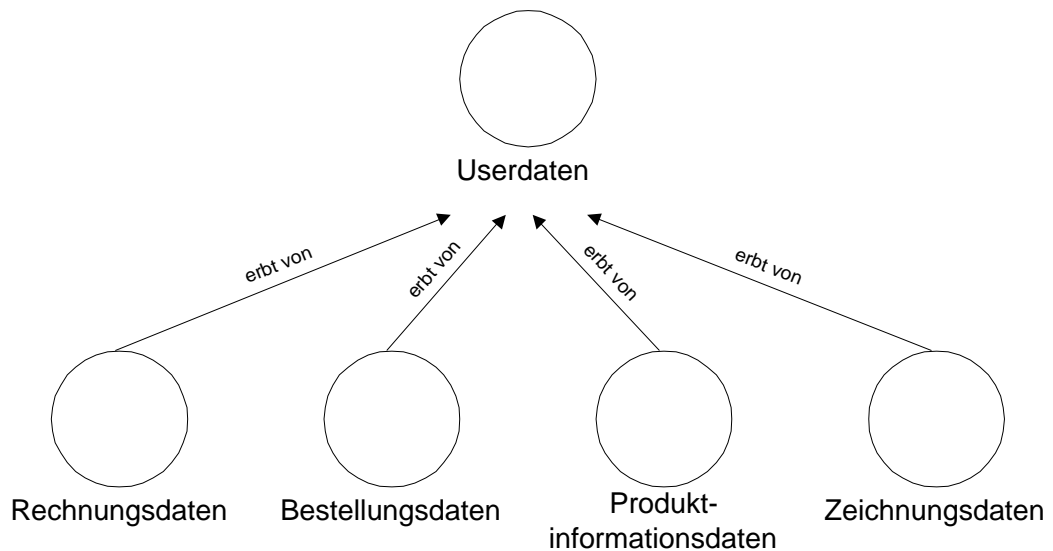 Userdaten
erbt von
erbt von
erbt von
erbt von
Rechnungsdaten
Bestellungsdaten
Produkt-
informationsdaten
Zeichnungsdaten